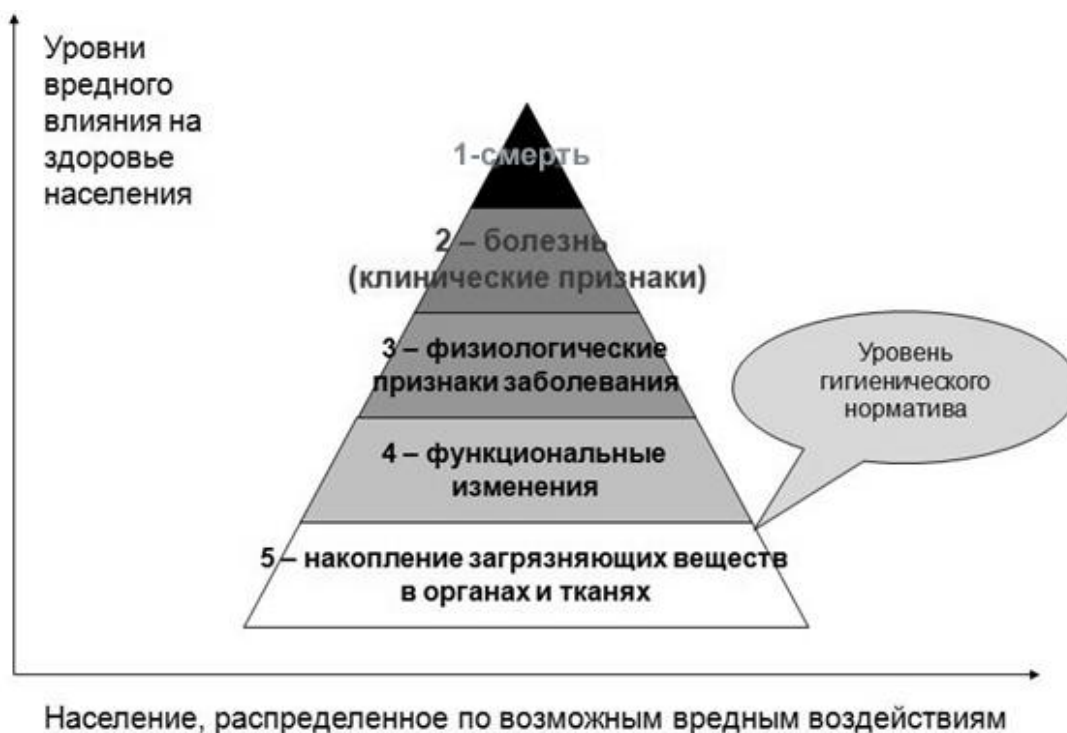 Уровни
вредного
влияния на
здоровье
населения
1-смерть
2 – болезнь
(клинические признаки)
3 – физиологические
признаки заболевания
Уровень
гигиенического
норматива
4 – функциональные
изменения
5 – накопление загрязняющих веществ
в органах и тканях
Население, распределенное по возможным вредным воздействиям